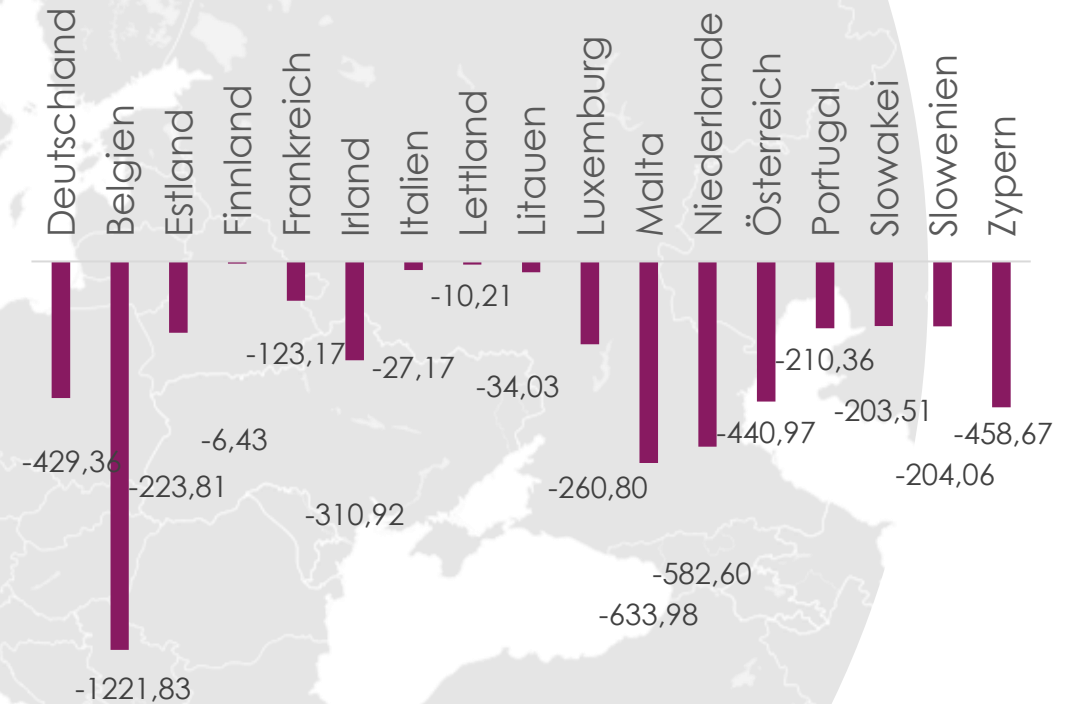 Deutschland
Belgien
Estland
Finnland
Frankreich
Irland
Italien
Lettland
Litauen
Luxemburg
Malta
Niederlande
Österreich
Portugal
Slowakei
Slowenien
Zypern
-429,36
-1221,83
-223,81
-6,43
-123,17
-310,92
-27,17
-10,21
-34,03
-260,80
-633,98
-582,60
-440,97
-210,36
-203,51
-204,06
-458,67